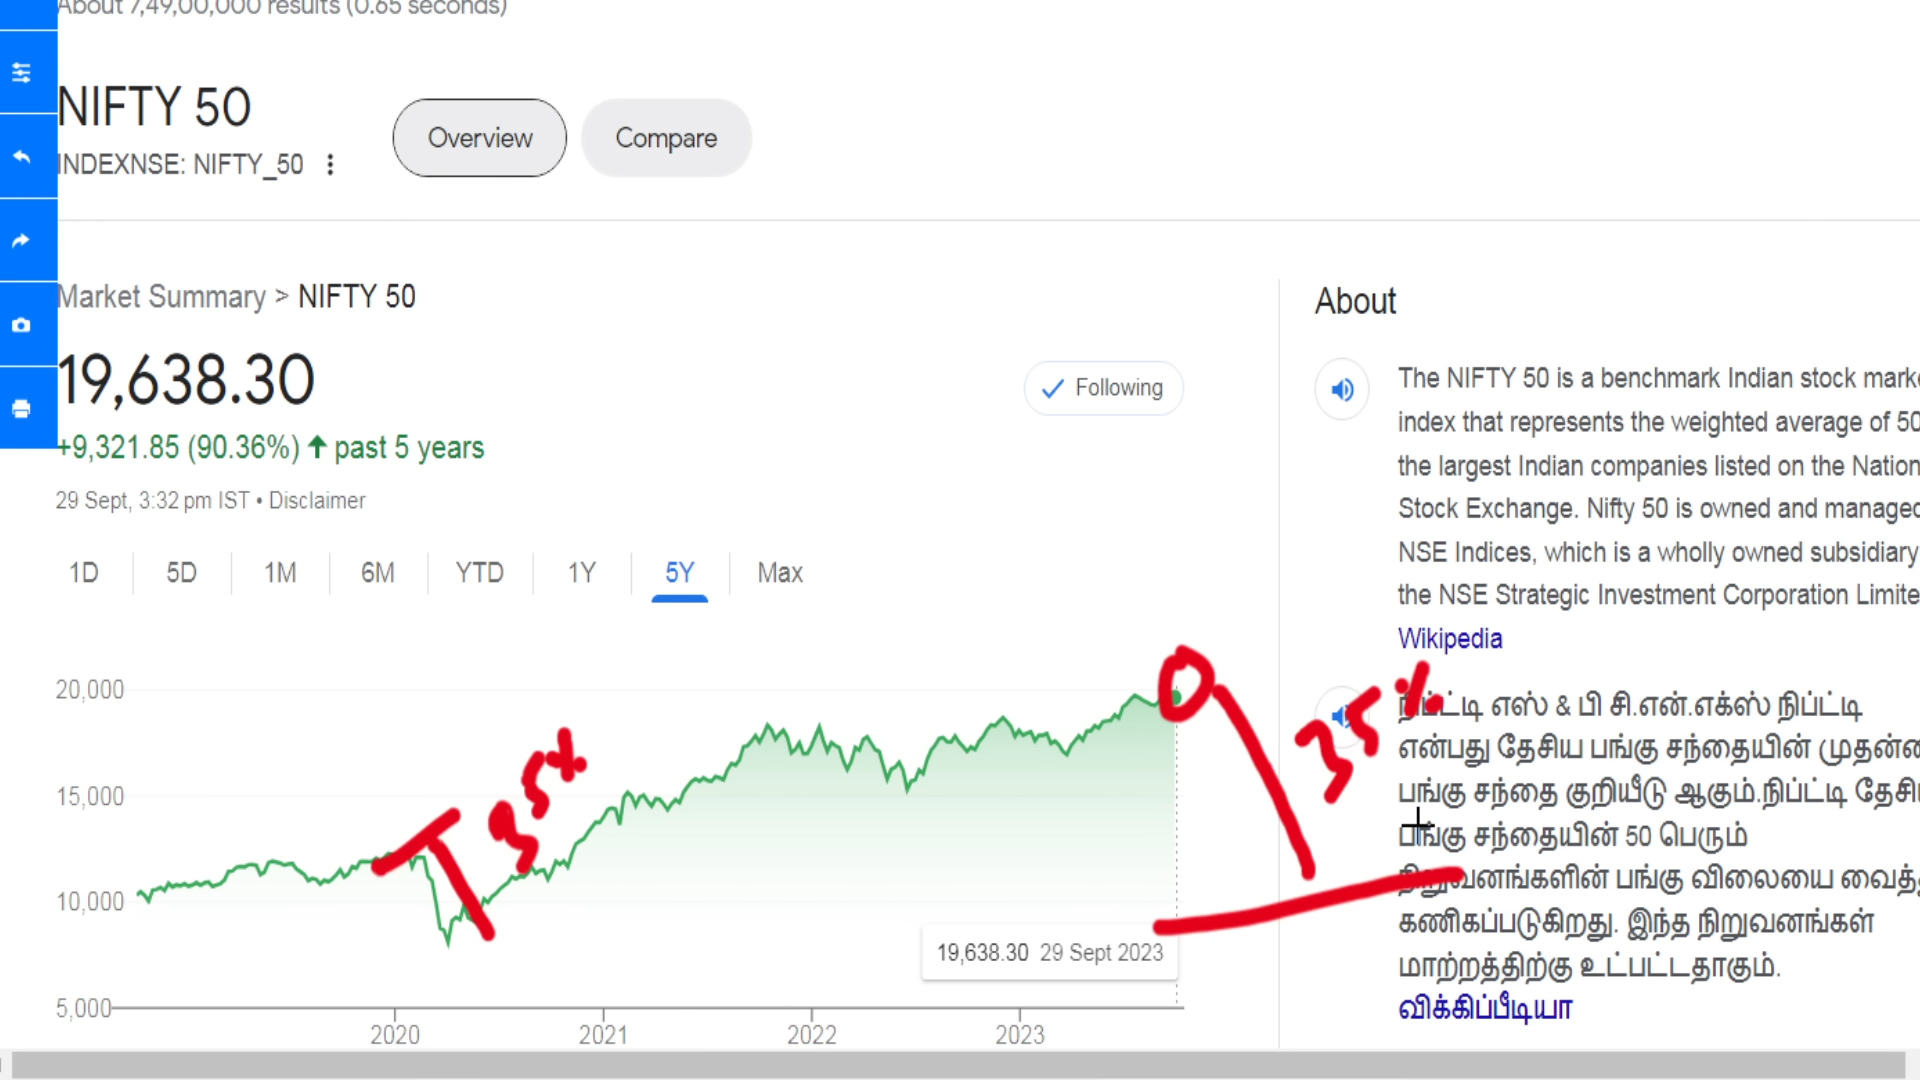 About 7,49,00,000 results (0.65 seconds)
NIFTY 50
INDEXNSE: NIFTY_50
Overview
Compare
Market Summary > NIFTY 50
19,638.30
Following
+9,321.85 (90.36%) ↑ past 5 years
29 Sept, 3:32 pm IST • Disclaimer
1D
5D
1M
6M
YTD
1Y
5Y
Max
20,000
15,000
10,000
5,000
2020
2021
2022
2023
35%
35%
19,638.30 29 Sept 2023
About
The NIFTY 50 is a benchmark Indian stock
index that represents the weighted average of 50
the largest Indian companies listed on the
Stock Exchange. Nifty 50 is owned and managed
NSE Indices, which is a wholly owned subsidiary
the NSE Strategic Investment Corporation
Wikipedia
நிப்ட்டி எஸ் & பி சி.என்.எக்ஸ் நிப்ட்டி
என்பது தேசிய பங்கு சந்தையின்
பங்கு சந்தை குறியீடு ஆகும்.நிப்ட்டி
பங்கு சந்தையின் 50 பெரும்
நிறுவனங்களின் பங்கு விலையை
கணிகப்படுகிறது. இந்த நிறுவனங்கள்
மாற்றத்திற்கு உட்பட்டதாகும்.
விக்கிப்பீடியா